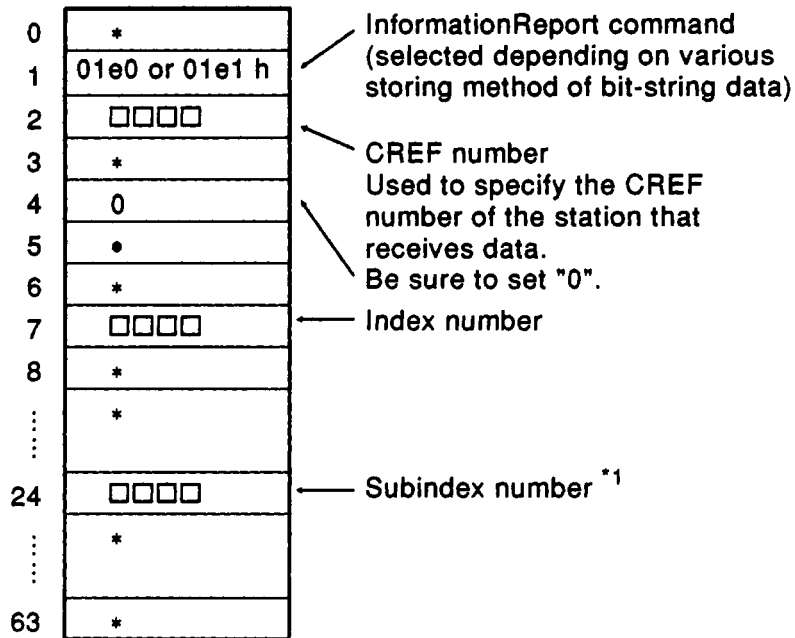 0 *
InformationReport command
(selected depending on various
storing method of bit-string data)
1 01e0 or 01e1 h
2 □□□□
CREF number
Used to specify the CREF
number of the station that
receives data.
3 *
4 0
Be sure to set "0".
5 ●
6 *
7 □□□□
Index number
8 *
⋮ *
24 □□□□
Subindex number *1
⋮ *
63 *